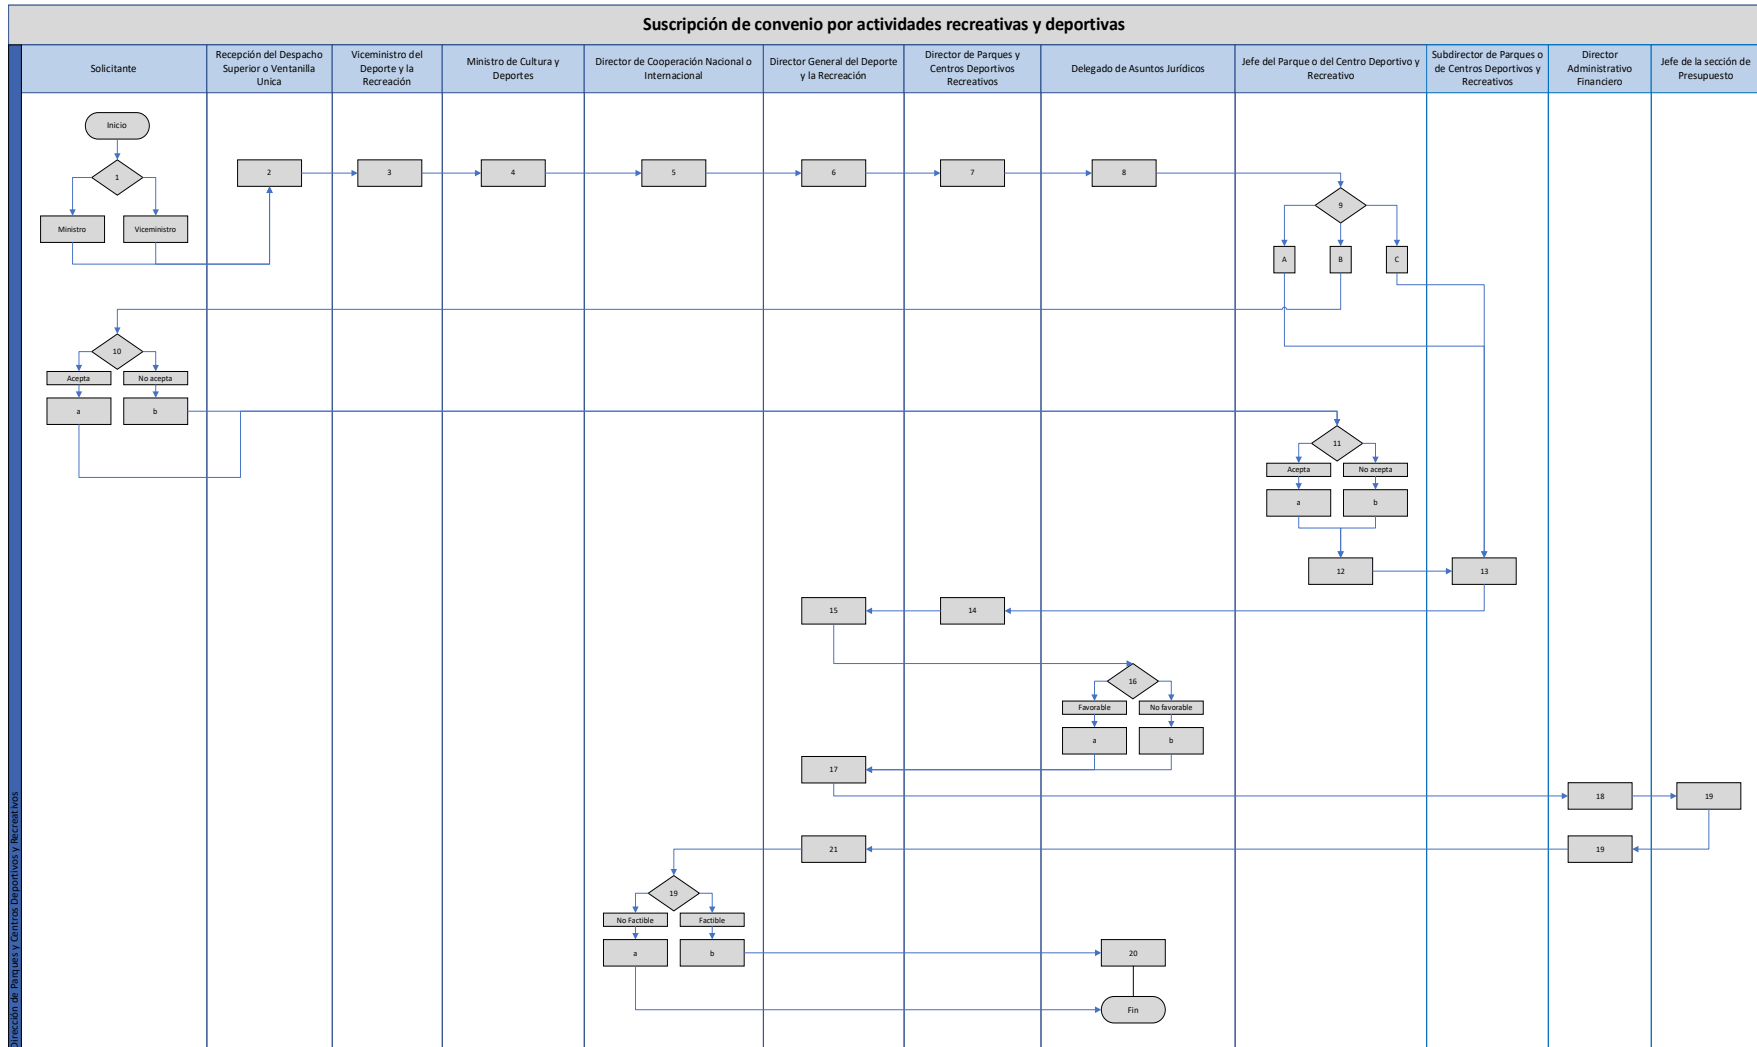 Suscripción de convenio por actividades recreativas y deportivas
Solicitante
Recepción del Despacho
Superior o Ventanilla
Unica
Viceministro del
Deporte y la
Recreación
Ministro de Cultura y
Deportes
Director de Cooperación Nacional o
Internacional
Director General del Deporte
y la Recreación
Director de Parques y
Centros Deportivos
Recreativos
Delegado de Asuntos Jurídicos
Jefe del Parque o del Centro Deportivo y
Recreativo
Subdirector de Parques o
de Centros Deportivos y
Recreativos
Director
Administrativo
Financiero
Jefe de la sección de
Presupuesto
Dirección de Parques y Centros Deportivos y Recreativos
Inicio
1
2
3
4
5
6
7
8
9
Ministro
Viceministro
A
B
C
10
Acepta
No acepta
a
b
11
Acepta
No acepta
a
b
12
13
15
14
16
Favorable
No favorable
a
b
17
18
19
21
19
19
No Factible
Factible
a
b
20
Fin